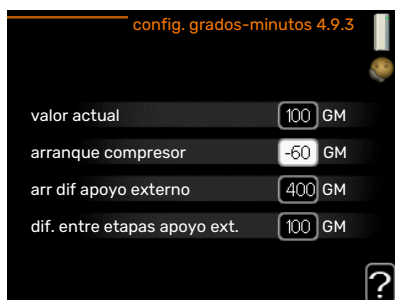 config. grados-minutos 4.9.3
valor actual 100 GM
arranque compresor -60 GM
arr dif apoyo externo 400 GM
dif. entre etapas apoyo ext. 100 GM
?